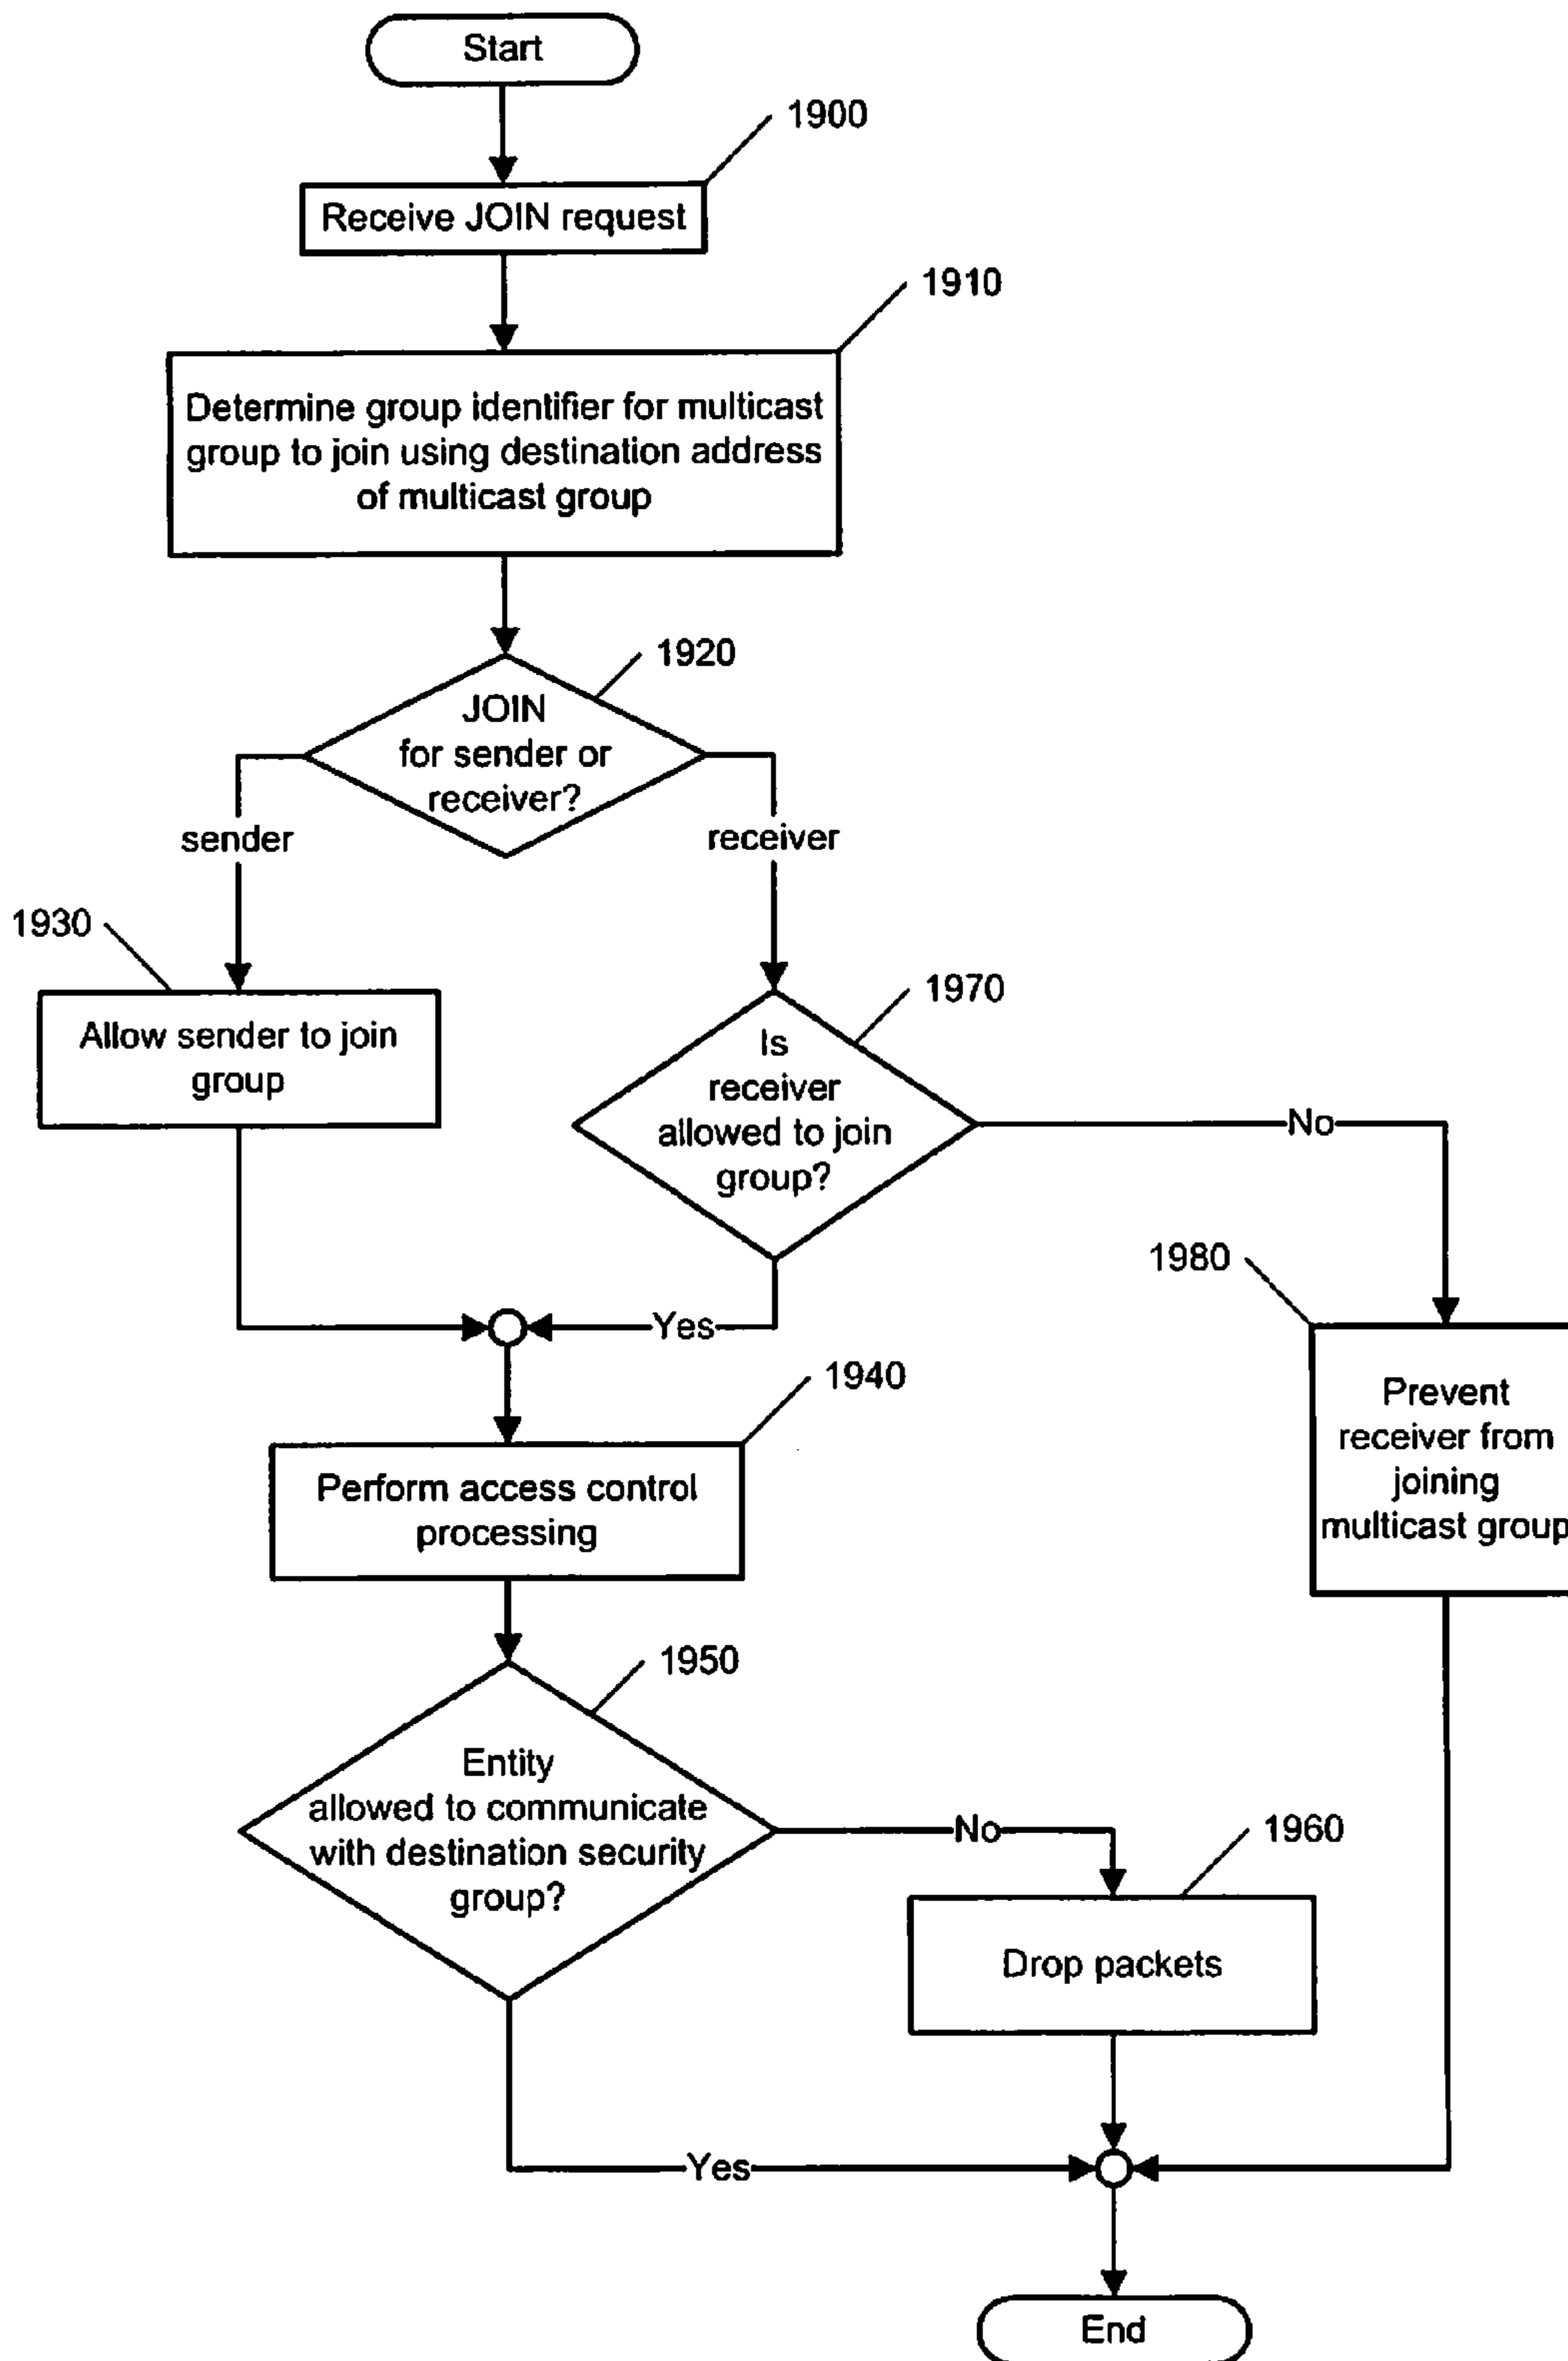 Start
1900
Receive JOIN request
1910
Determine group identifier for multicast
group to join using destination address
of multicast group
1920
JOIN
for sender or
receiver?
sender
receiver
1930
Allow sender to join
group
1970
Is
receiver
allowed to join
group?
No
Yes
1980
Prevent
receiver from
joining
multicast group
1940
Perform access control
processing
1950
Entity
allowed to communicate
with destination security
group?
No
1960
Drop packets
Yes
End